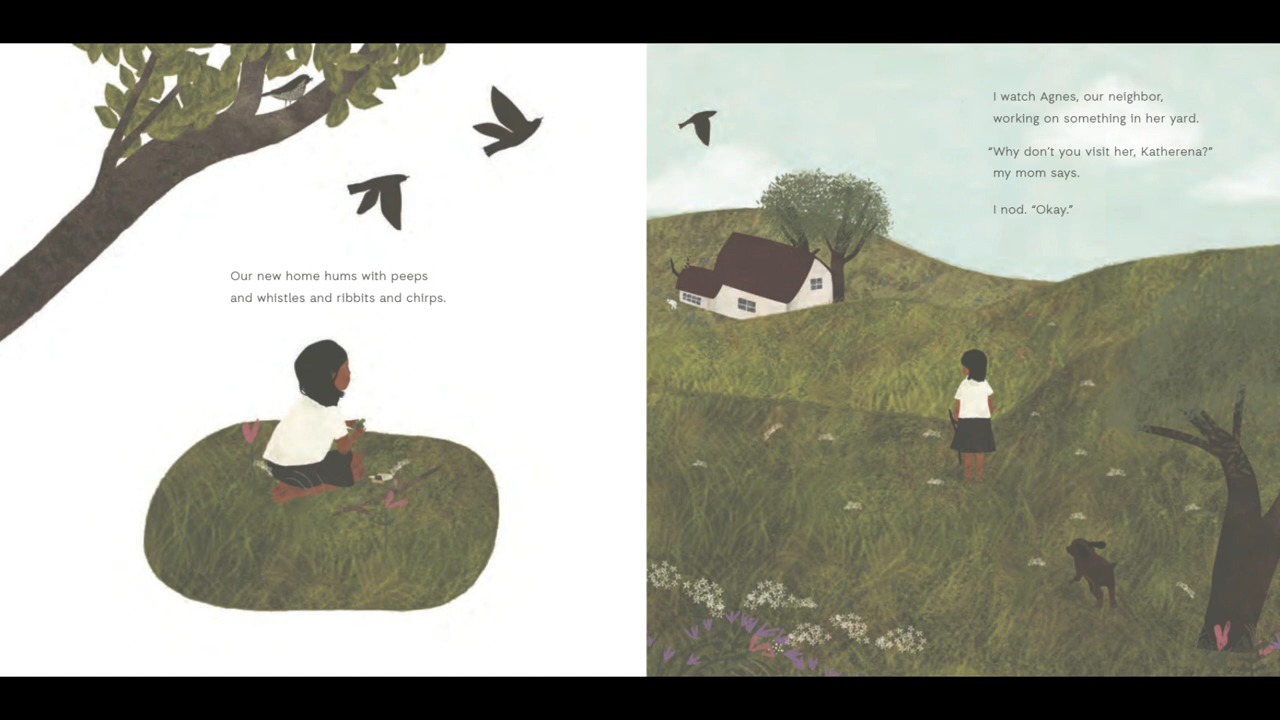 Our new home hums with peeps
and whistles and ribbits and chirps.
I watch Agnes, our neighbor,
working on something in her yard.
“Why don’t you visit her, Katherena?”
my mom says.
I nod. “Okay.”